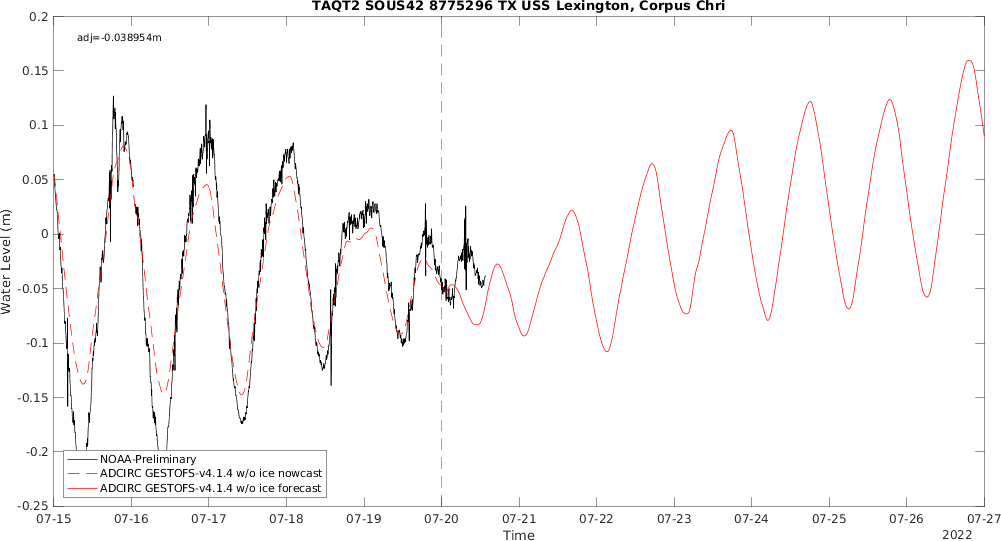 TAQT2 SOUS42 8775296 TX USS Lexington, Corpus Chri
adj=-0.038954m
0.2
0.15
0.1
0.05
0
-0.05
-0.1
-0.15
-0.2
-0.25
Water Level (m)
NOAA-Preliminary
ADCIRC GESTOFS-v4.1.4 w/o ice nowcast
ADCIRC GESTOFS-v4.1.4 w/o ice forecast
07-15 07-16 07-17 07-18 07-19 07-20 07-21 07-22 07-23 07-24 07-25 07-26 07-27
Time
2022